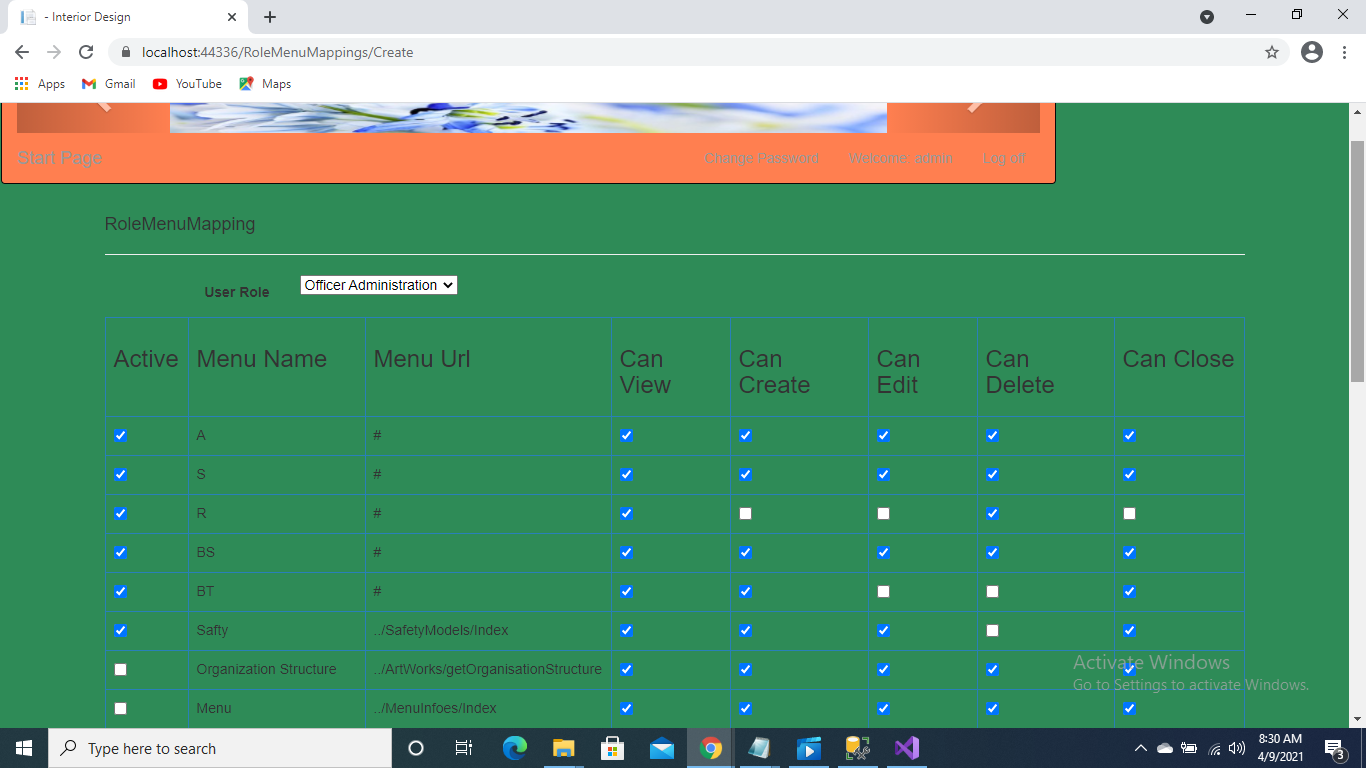 - Interior Design
localhost:44336/RoleMenuMappings/Create
Apps Gmail YouTube Maps
Start Page Change Password Welcome: admin Log off
RoleMenuMapping
User Role Officer Administration
Active Menu Name Menu Url Can View Can Create Can Edit Can Delete Can Close
A #
S #
R #
BS #
BT #
Safty ../SafetyModels/Index
Organization Structure ../ArtWorks/getOrganisationStructure
Menu ../MenuInfoes/Index
Activate Windows
Go to Settings to activate Windows.
Type here to search
8:30 AM
4/9/2021
3